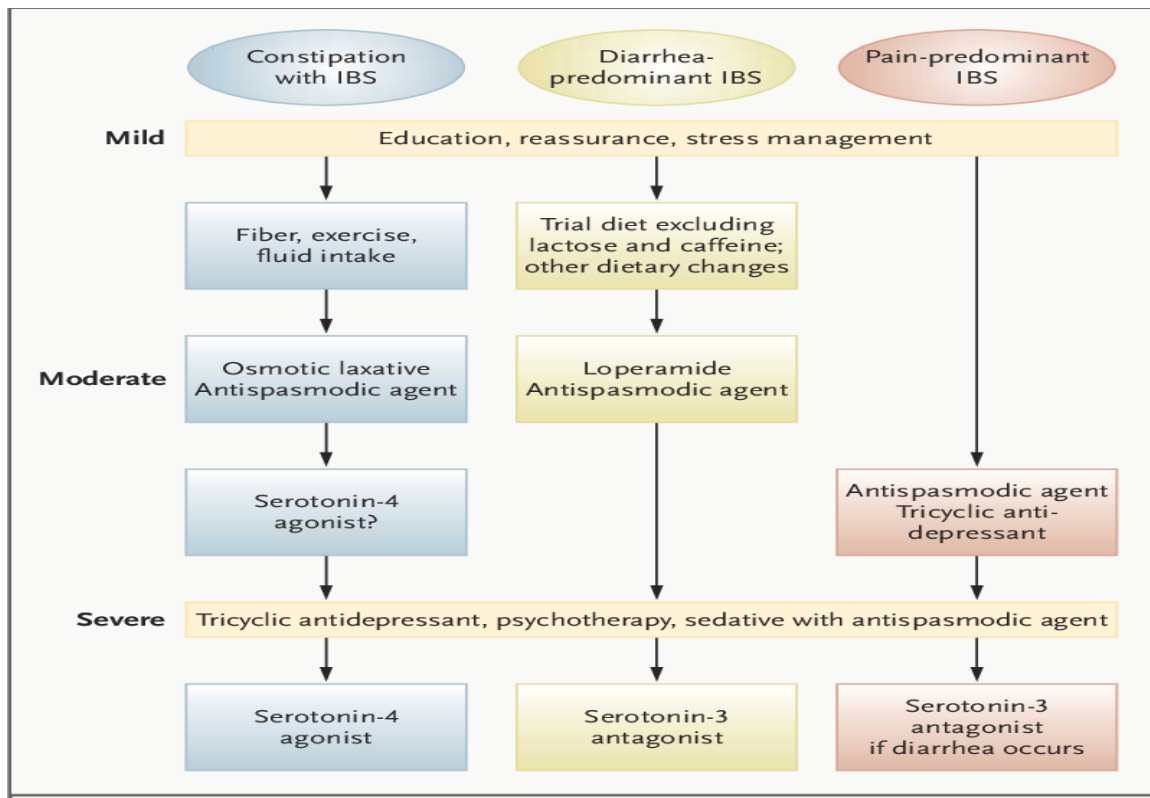 Constipation
with IBS
Diarrhea-
predominant IBS
Pain-predominant
IBS
Mild
Education, reassurance, stress management
Fiber, exercise,
fluid intake
Trial diet excluding
lactose and caffeine;
other dietary changes
Moderate
Osmotic laxative
Antispasmodic agent
Loperamide
Antispasmodic agent
Serotonin-4
agonist?
Antispasmodic agent
Tricyclic anti-
depressant
Severe
Tricyclic antidepressant, psychotherapy, sedative with antispasmodic agent
Serotonin-4
agonist
Serotonin-3
antagonist
Serotonin-3
antagonist
if diarrhea occurs